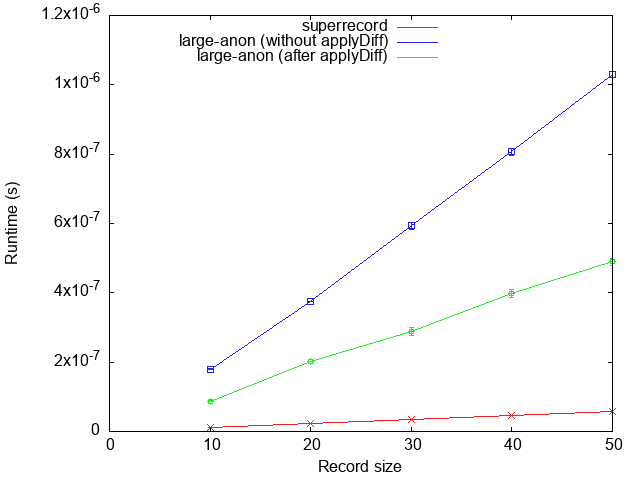 1.2x10-6
1x10-6
8x10-7
6x10-7
4x10-7
2x10-7
0
Runtime (s)
superrecord
large-anon (without applyDiff)
large-anon (after applyDiff)
0 10 20 30 40 50
Record size